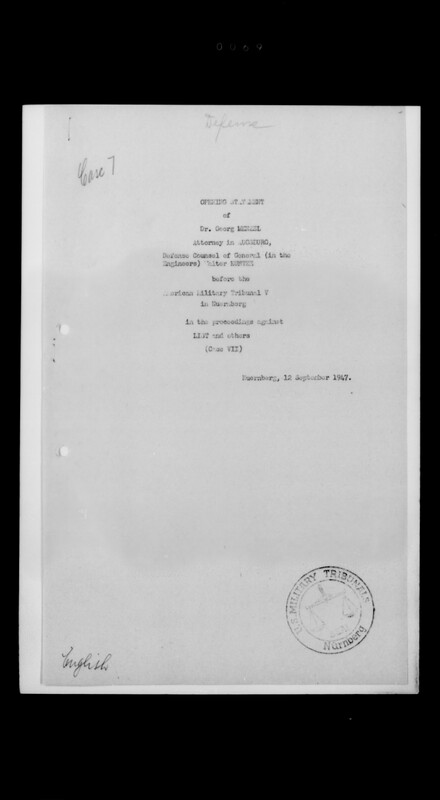 0069
Defense
Case 7
OPENING STATEMENT
of
Dr. Georg MENZEL
Attorney in AUGSBURG,
Defense Counsel of General (in the
Engineers) Walter KUNTZE
before the
American Military Tribunal V
in Nuernberg
in the proceedings against
LIST and others
(Case VII)
Nuernberg, 12 September 1947.
U.S. MILITARY TRIBUNALS
Nürnberg
English